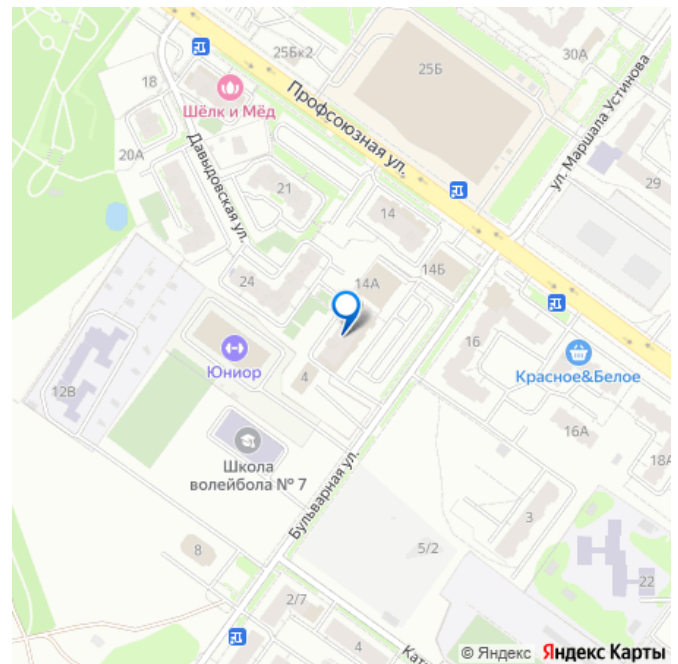 25Бк2
25Б
30А
18
Шёлк и Мёд
Профсоюзная ул.
ул. Маршала Устинова
20А
Давыдовская ул.
21
29
14
24
14А
14Б
16
Юниор
4
Красное&Белое
12В
16А
18А
Школа
волейбола № 7
Бульварная ул.
3
8
5/2
22
2/7
4
Кат
© Яндекс Яндекс Карты